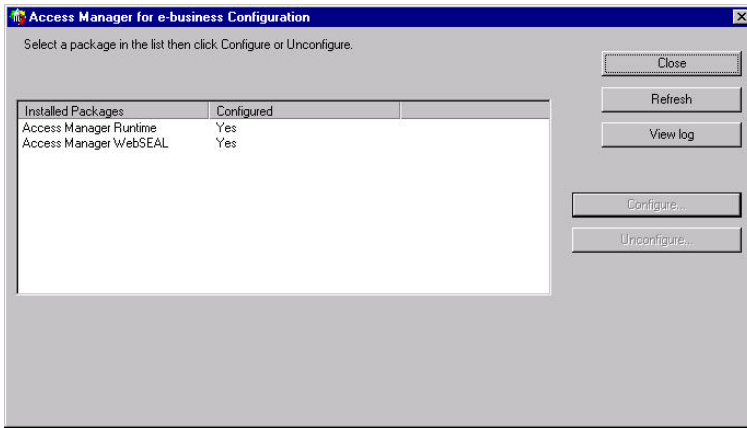 Access Manager for e-business Configuration
Select a package in the list then click Configure or Unconfigure.
Close
Refresh
View log
Installed Packages Configured
Access Manager Runtime Yes
Access Manager WebSEAL Yes
Configure...
Unconfigure...